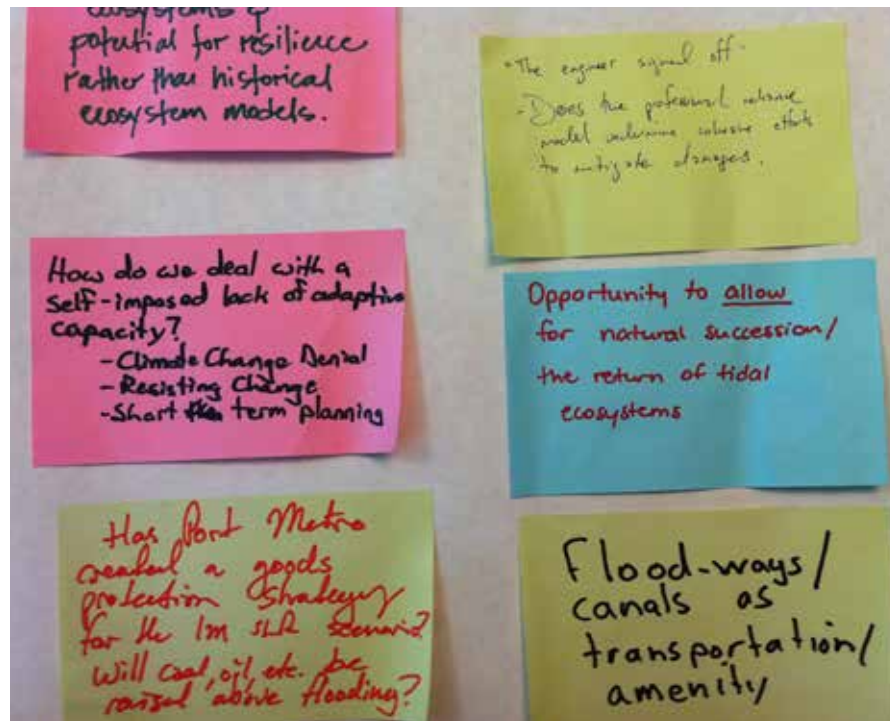 ecosystems &
potential for resilience
rather than historical
ecosystem models.
"The engineer signed off"
-Does the professional reliance
model undermine cohesive efforts
to mitigate damages.
How do we deal with a
self-imposed lack of adaptive
capacity?
-Climate Change Denial
-Resisting Change
-Short term planning
Opportunity to allow
for natural succession/
the return of tidal
ecosystems
Has Port Metro
created a goods
protection strategy
for the 1m SLR scenario?
Will coal, oil, etc. be
raised above flooding?
Flood-ways/
canals as
transportation/
amenity